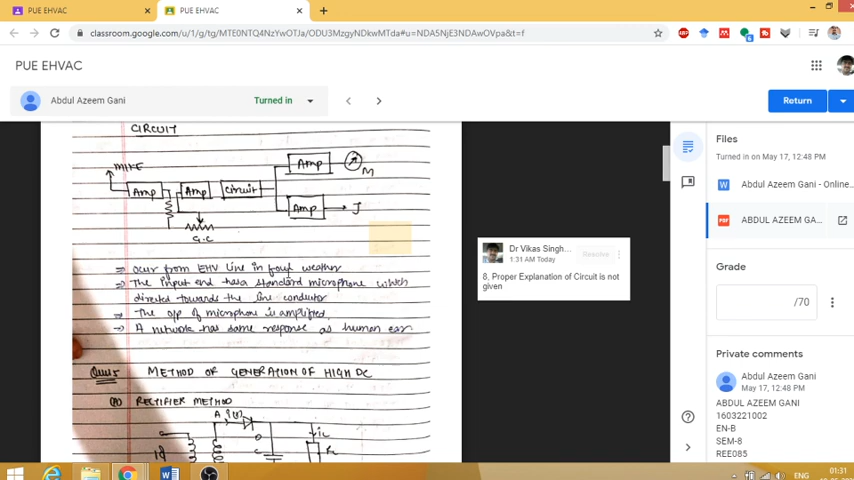 PUE EHVAC
PUE EHVAC
classroom.google.com/u/1/g/tg/MTE0NTQ4NzYwOTJa/ODU3MzgyNDkwMTda#u=NDA5NjE3NDAwOVpa&t=f
PUE EHVAC
Abdul Azeem Gani
Turned in
Return
CIRCUIT
MIKE
Amp
Amp
Circuit
Amp
M
Amp
J
G.C
⇒ Ocur from EHV line in foul weather
⇒ The input end has a standard microphone which
directed towards the line conductor
⇒ The o/p of microphone is amplified.
⇒ A network has same response as human ear
Ques METHOD OF GENERATION OF HIGH DC
(A) RECTIFIER METHOD
A
Dr Vikas Singh...
1:31 AM Today
Resolve
8, Proper Explanation of Circuit is not
given
Files
Turned in on May 17, 12:48 PM
Abdul Azeem Gani - Online...
ABDUL AZEEM GA...
Grade
/70
Private comments
Abdul Azeem Gani
May 17, 12:48 PM
ABDUL AZEEM GANI
1603221002
EN-B
SEM-8
REE085
ENG
01:31